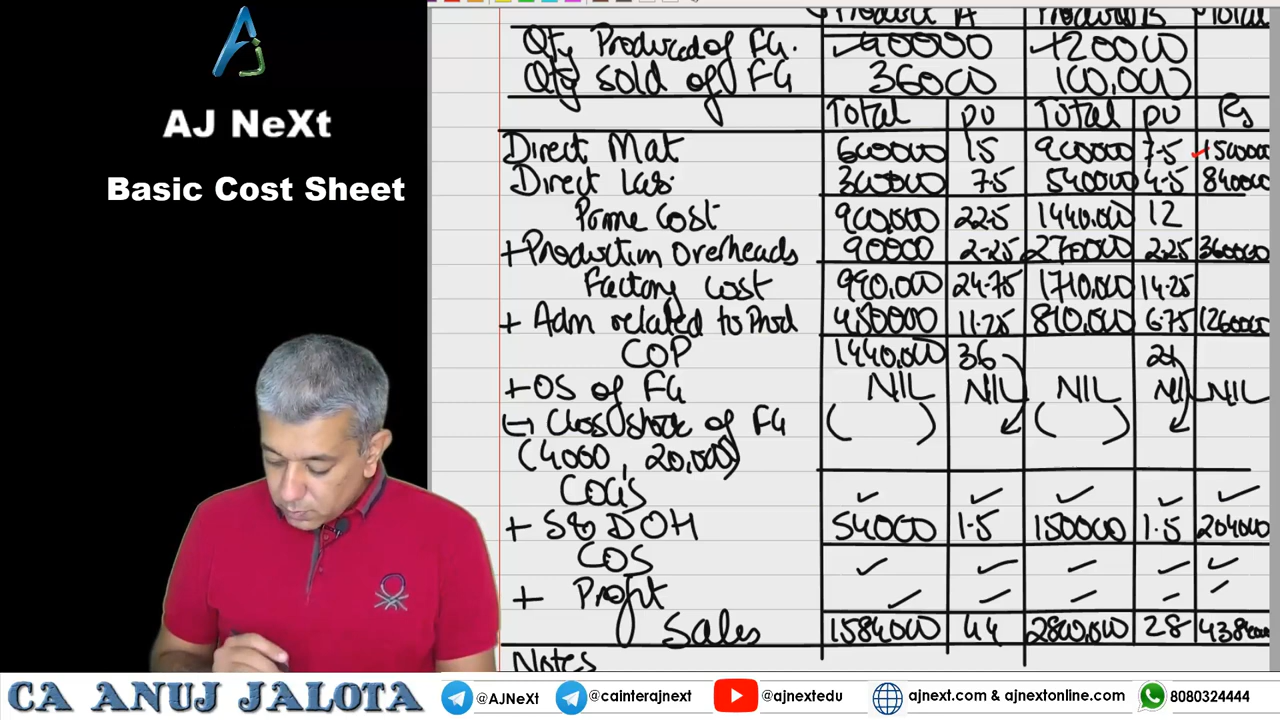 AJ NeXt
Basic Cost Sheet
Product A Product B Total
Qty Produced of FG. 40000 120000
Qty Sold of FG 36000 100,000
Total PU Total PU Rs
Direct Mat 600000 15 900000 7.5 1500000
Direct Lab. 300000 7.5 540000 4.5 840000
Prime Cost 900,000 22.5 1440,000 12
+ Production Overheads 90000 2.25 270000 2.25 360000
Factory Cost 990,000 24.75 1710,000 14.25
+ Adm related to Prod 450000 11.25 810,000 6.75 1260000
COP 1440,000 36 21
+ OS of FG NIL NIL NIL NIL NIL
(-) Clos stock of FG ( ) ( )
(4000, 20,000)
COGS
+ S& DOH 54000 1.5 150000 1.5 204000
COS
+ Profit
Sales 1584000 44 2800,000 28 4384000
Notes
CA ANUJ JALOTA @AJNeXt @cainterajnext @ajnextedu ajnext.com & ajnextonline.com 8080324444